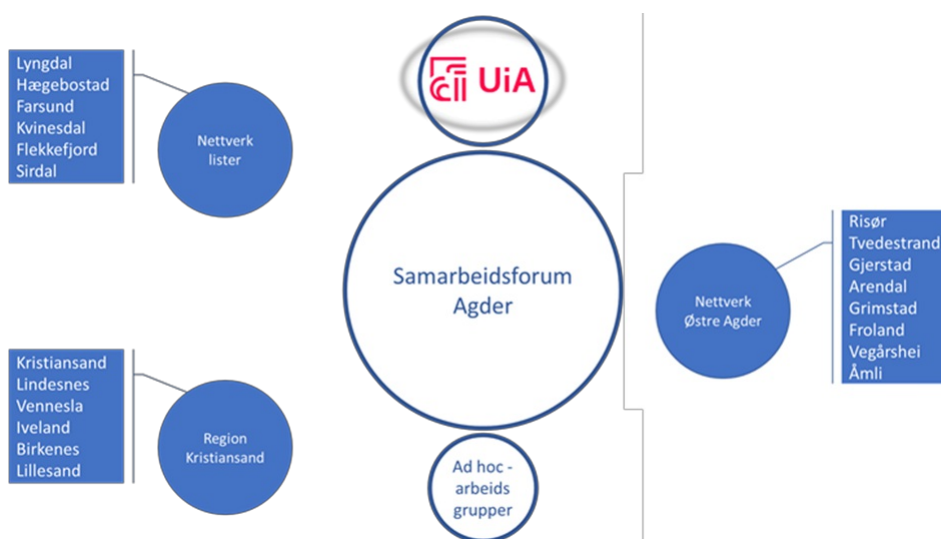 Lyngdal
Hægebostad
Farsund
Kvinesdal
Flekkefjord
Sirdal
Nettverk
lister
UiA
Samarbeidsforum
Agder
Risør
Tvedestrand
Gjerstad
Arendal
Grimstad
Froland
Vegårshei
Åmli
Nettverk
Østre Agder
Kristiansand
Lindesnes
Vennesla
Iveland
Birkenes
Lillesand
Region
Kristiansand
Ad hoc -
arbeids
grupper